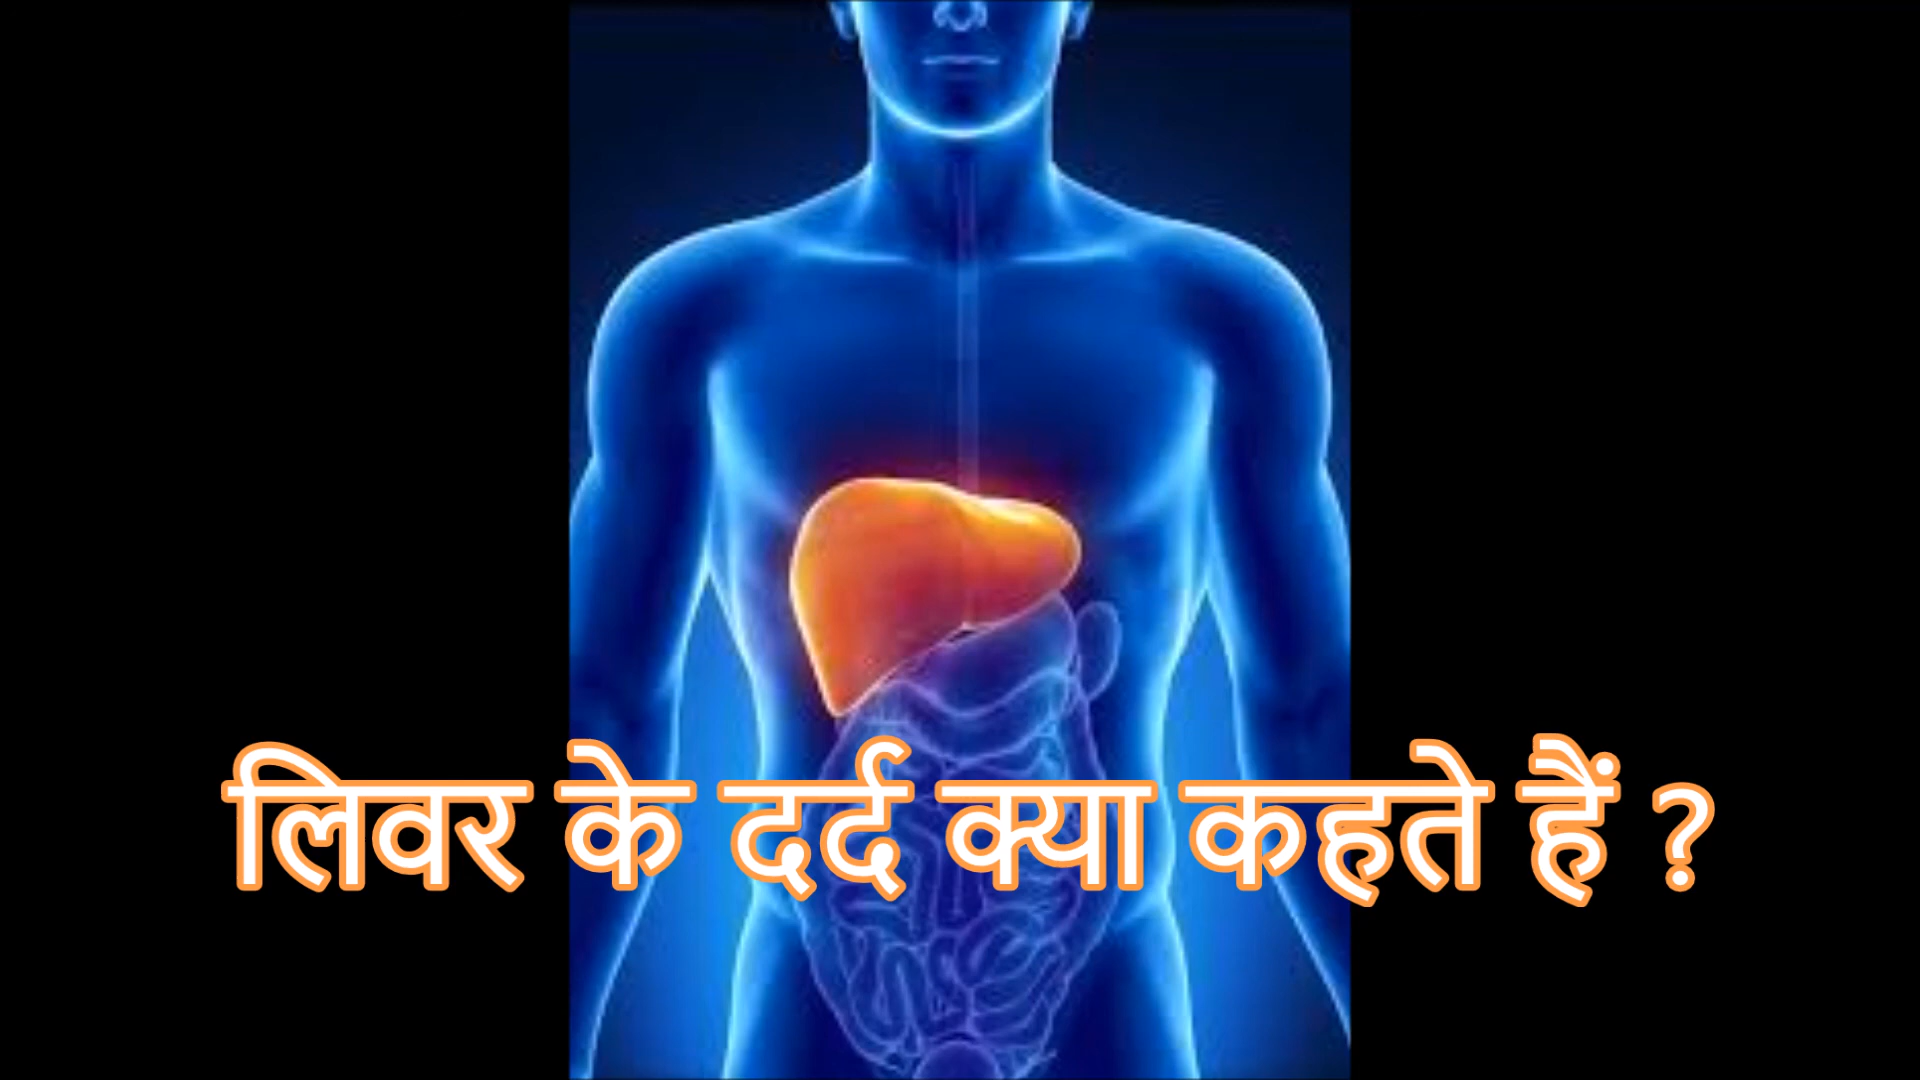 लिवर के दर्द क्या कहते हैं ?